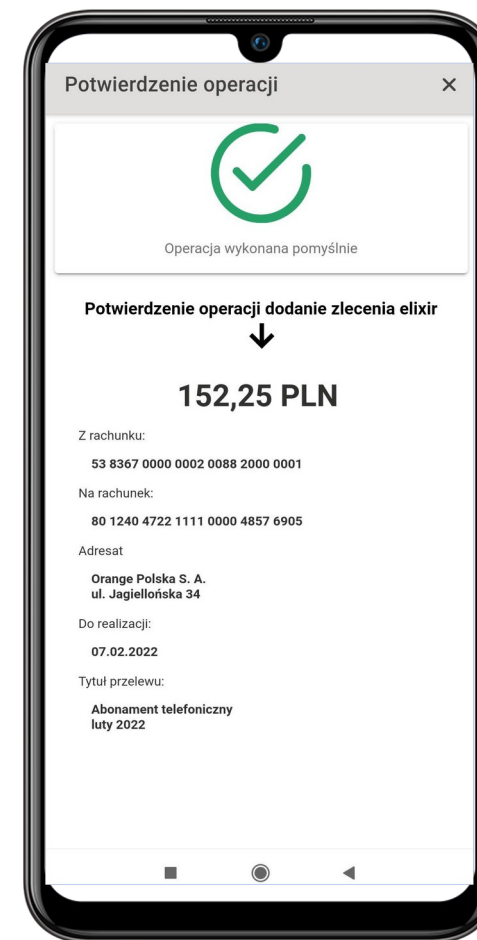 Potwierdzenie operacji
Operacja wykonana pomyślnie
Potwierdzenie operacji dodanie zlecenia elixir
152,25 PLN
Z rachunku:
53 8367 0000 0002 0088 2000 0001
Na rachunek:
80 1240 4722 1111 0000 4857 6905
Adresat
Orange Polska S. A.
ul. Jagiellońska 34
Do realizacji:
07.02.2022
Tytuł przelewu:
Abonament telefoniczny
luty 2022